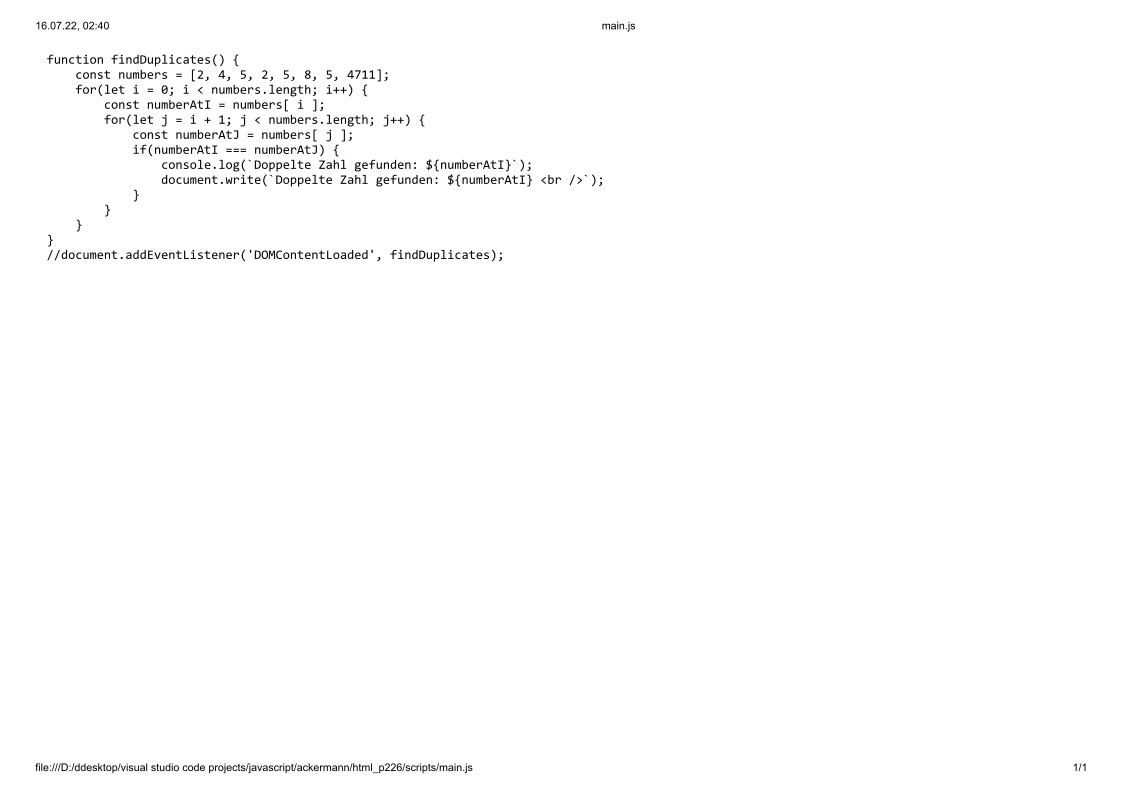 16.07.22, 02:40 main.js
function findDuplicates() {
    const numbers = [2, 4, 5, 2, 5, 8, 5, 4711];
    for(let i = 0; i < numbers.length; i++) {
        const numberAtI = numbers[ i ];
        for(let j = i + 1; j < numbers.length; j++) {
            const numberAtJ = numbers[ j ];
            if(numberAtI === numberAtJ) {
                console.log(`Doppelte Zahl gefunden: ${numberAtI}`);
                document.write(`Doppelte Zahl gefunden: ${numberAtI} <br />`);
            }
        }
    }
}
//document.addEventListener('DOMContentLoaded', findDuplicates);
file:///D:/ddesktop/visual studio code projects/javascript/ackermann/html_p226/scripts/main.js 1/1